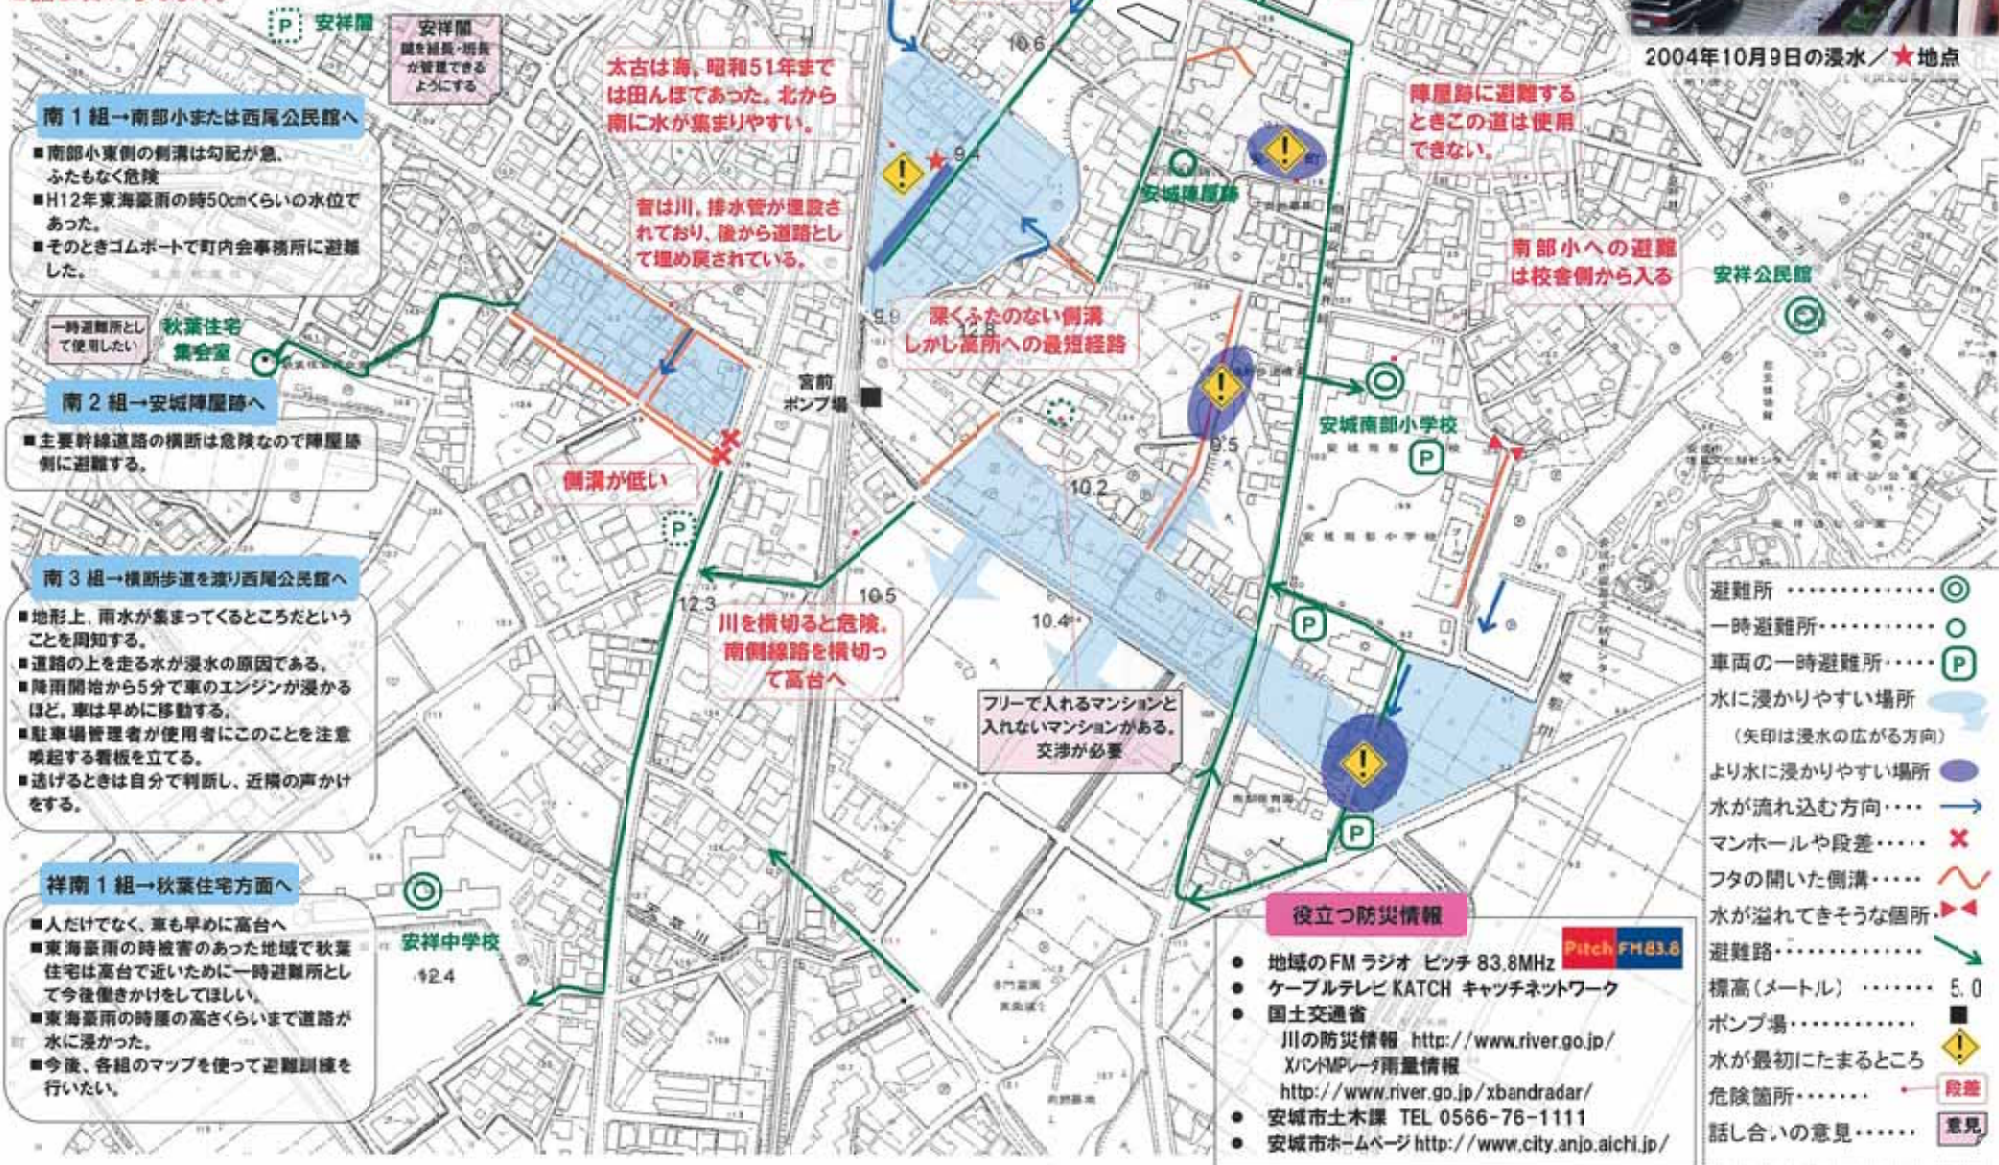 安祥閣
安祥閣
鍵を組長・班長
が管理できる
ようにする
2004年10月9日の浸水／★地点
太古は海。昭和51年まで
は田んぼであった。北から
南に水が集まりやすい。
陣屋跡に避難する
ときこの道は使用
できない。
南1組→南部小または西尾公民館へ
■南部小東側の側溝は勾配が急、
ふたもなく危険
■H12年東海豪雨の時50cmくらいの水位で
あった。
■そのときゴムボートで町内会事務所に避難
した。
昔は川。排水管が埋設さ
れており、後から道路とし
て埋め戻されている。
安城陣屋跡
南部小への避難
は校舎側から入る
安祥公民館
一時避難所とし
て使用したい
秋葉住宅
集会室
深くふたのない側溝
しかし高所への最短経路
宮前
ポンプ場
南2組→安城陣屋跡へ
■主要幹線道路の横断は危険なので陣屋跡
側に避難する。
安城南部小学校
側溝が低い
南3組→横断歩道を渡り西尾公民館へ
■地形上、雨水が集まってくるところだという
ことを周知する。
■道路の上を走る水が浸水の原因である。
■降雨開始から5分で車のエンジンが浸かる
ほど。車は早めに移動する。
■駐車場管理者が使用者にこのことを注意
喚起する看板を立てる。
■逃げるときは自分で判断し、近隣の声かけ
をする。
川を横切ると危険。
南側線路を横切っ
て高台へ
フリーで入れるマンションと
入れないマンションがある。
交渉が必要
祥南1組→秋葉住宅方面へ
■人だけでなく、車も早めに高台へ
■東海豪雨の時被害のあった地域で秋葉
住宅は高台で近いために一時避難所とし
て今後働きかけをしてほしい。
■東海豪雨の時腰の高さくらいまで道路が
水に浸かった。
■今後、各組のマップを使って避難訓練を
行いたい。
安祥中学校
10.6
9.4
9.9
12.8
9.5
10.2
10.5
10.4
12.3
12.4
役立つ防災情報
● 地域のFMラジオ ピッチ 83.8MHz Pitch FM83.8
● ケーブルテレビ KATCH キャッチネットワーク
● 国土交通省
川の防災情報 http://www.river.go.jp/
XバンドMPレーダ雨量情報
http://www.river.go.jp/xbandradar/
● 安城市土木課 TEL 0566-76-1111
● 安城市ホームページ http://www.city.anjo.aichi.jp/
避難所
一時避難所
車両の一時避難所 P
水に浸かりやすい場所
（矢印は浸水の広がる方向）
より水に浸かりやすい場所
水が流れ込む方向
マンホールや段差
フタの開いた側溝
水が溢れてきそうな個所
避難路
標高（メートル） 5.0
ポンプ場
水が最初にたまるところ
危険箇所 段差
話し合いの意見 意見